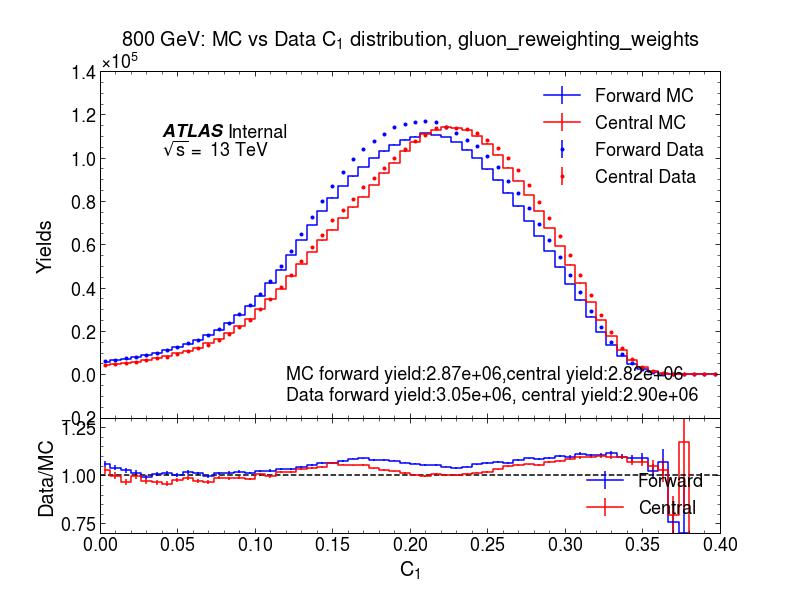 800 GeV: MC vs Data C₁ distribution, gluon_reweighting_weights
×10⁵
1.4
1.2
1.0
0.8
0.6
0.4
0.2
0.0
0.2
Yields
ATLAS Internal
√s = 13 TeV
Forward MC
Central MC
Forward Data
Central Data
MC forward yield:2.87e+06,central yield:2.82e+06
Data forward yield:3.05e+06, central yield:2.90e+06
1.25
1.00
0.75
Data/MC
Forward
Central
0.00 0.05 0.10 0.15 0.20 0.25 0.30 0.35 0.40
C₁